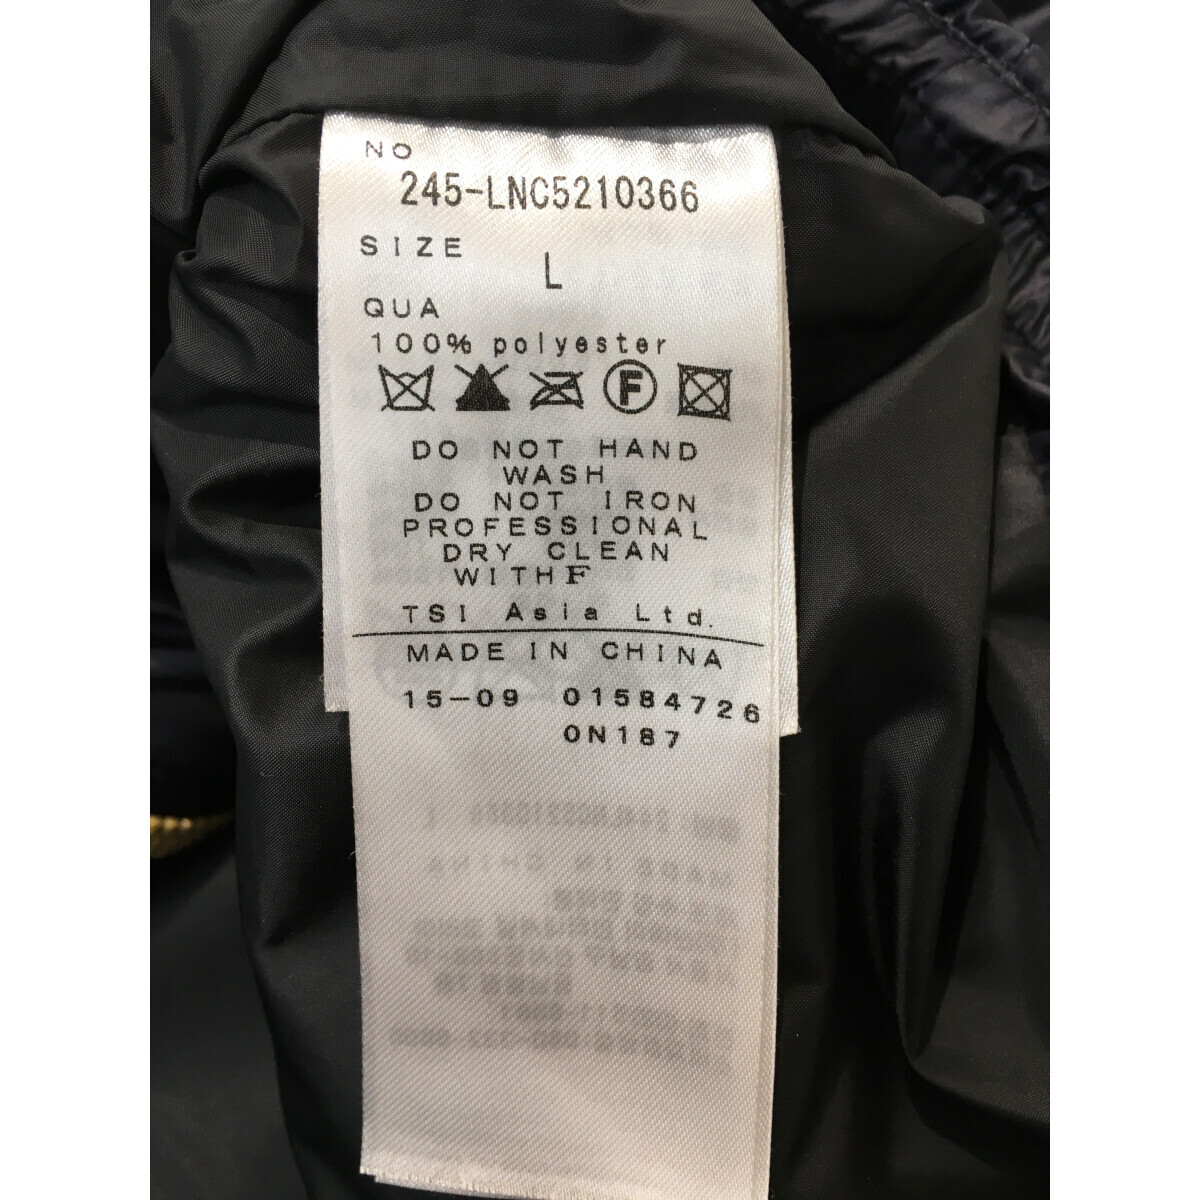 NO
245-LNC5210366
SIZE
L
QUA
100% polyester
F
DO NOT HAND
WASH
DO NOT IRON
PROFESSIONAL
DRY CLEAN
WITH F
TSI Asia Ltd.
MADE IN CHINA
15-09 01584726
0N187